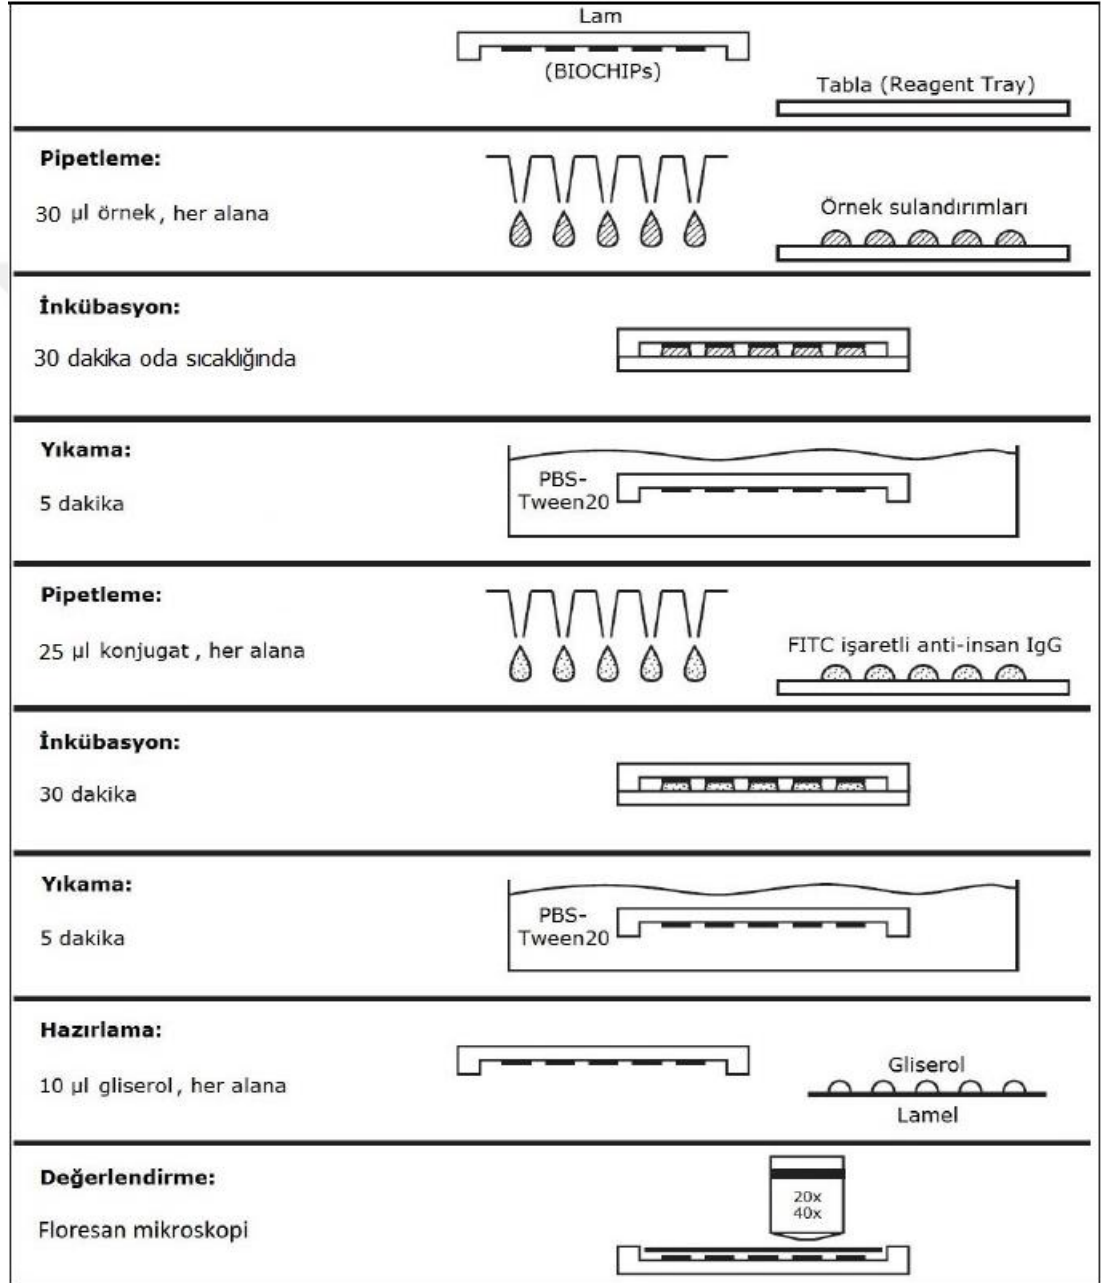 Lam
(BIOCHIPs)
Tabla (Reagent Tray)
Pipetleme:
30 µl örnek, her alana
Örnek sulandırımları
İnkübasyon:
30 dakika oda sıcaklığında
Yıkama:
5 dakika
PBS-
Tween20
Pipetleme:
25 µl konjugat, her alana
FITC işaretli anti-insan IgG
İnkübasyon:
30 dakika
Yıkama:
5 dakika
PBS-
Tween20
Hazırlama:
10 µl gliserol, her alana
Gliserol
Lamel
Değerlendirme:
Floresan mikroskopi
20x
40x